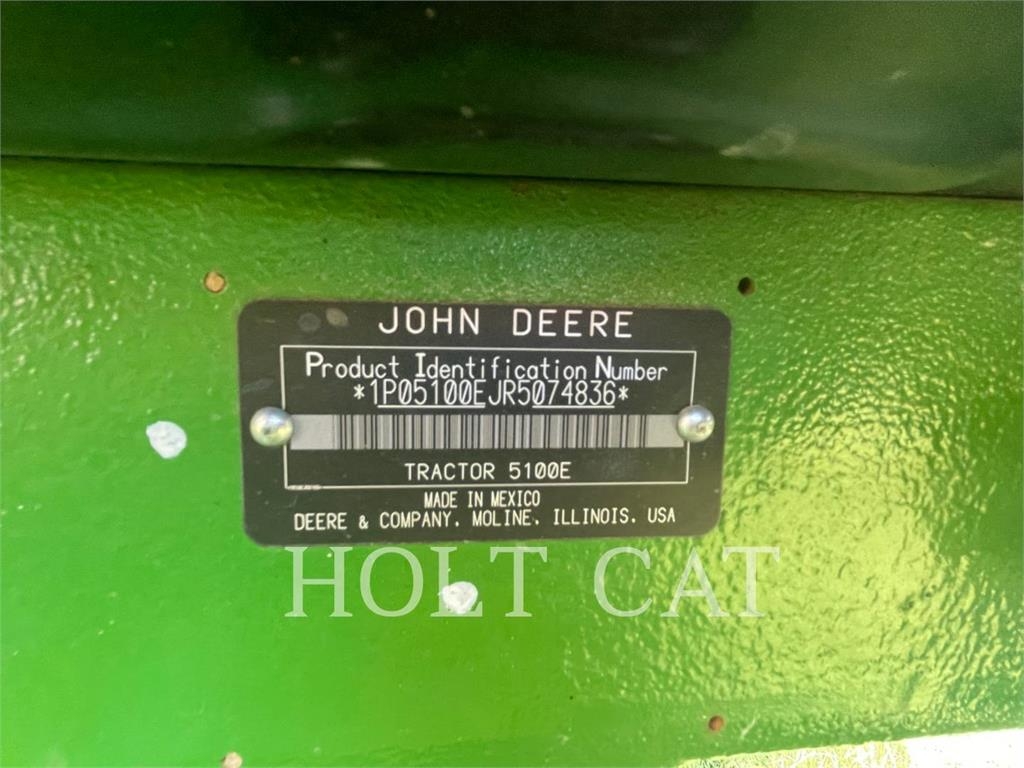 JOHN DEERE
Product Identification Number
*1P05100EJR5074836*
TRACTOR 5100E
MADE IN MEXICO
DEERE & COMPANY. MOLINE. ILLINOIS. USA
HOLT CAT